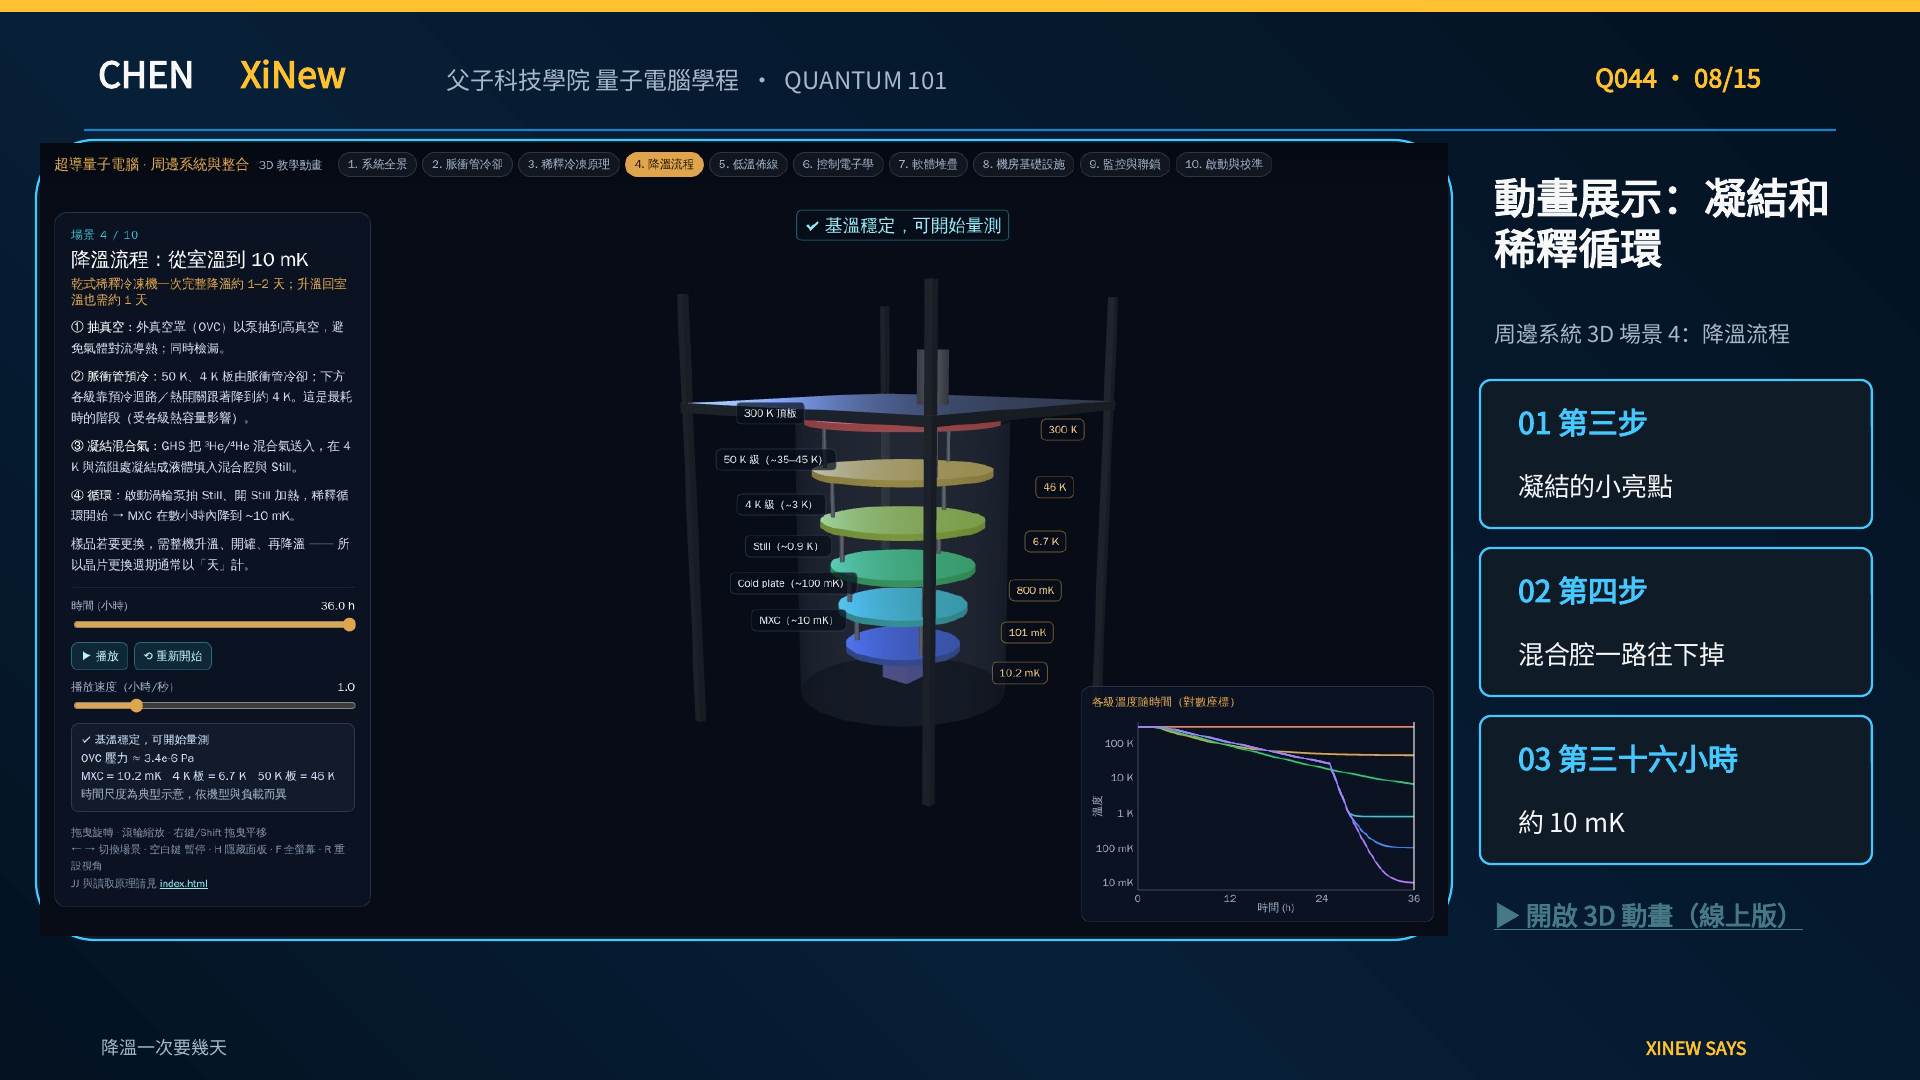 CHEN XiNew 父子科技學院 量子電腦學程 • QUANTUM 101 Q044 • 08/15
超導量子電腦 · 周邊系統與整合 3D 教學動畫 1. 系統全景 2. 脈衝管冷卻 3. 稀釋冷凍原理 4. 降溫流程 5. 低溫佈線 6. 控制電子學 7. 軟體堆疊 8. 機房基礎設施 9. 監控與聯鎖 10. 啟動與校準
場景 4 / 10
降溫流程：從室溫到 10 mK
乾式稀釋冷凍機一次完整降溫約 1–2 天；升溫回室
溫也需約 1 天
① 抽真空：外真空罩（OVC）以泵抽到高真空，避
免氣體對流導熱；同時檢漏。
② 脈衝管預冷：50 K、4 K 板由脈衝管冷卻；下方
各級靠預冷迴路／熱開關跟著降到約 4 K。這是最耗
時的階段（受各級熱容量影響）。
③ 凝結混合氣：GHS 把 ³He/⁴He 混合氣送入，在 4
K 與流阻處凝結成液體填入混合腔與 Still。
④ 循環：啟動渦輪泵抽 Still、開 Still 加熱，稀釋循
環開始 → MXC 在數小時內降到 ~10 mK。
樣品若要更換，需整機升溫、開罐、再降溫 —— 所
以晶片更換週期通常以「天」計。
時間 (小時) 36.0 h
▶ 播放 ⟲ 重新開始
播放速度（小時/秒） 1.0
✓ 基溫穩定，可開始量測
OVC 壓力 ≈ 3.4e-6 Pa
MXC = 10.2 mK 4 K 板 = 6.7 K 50 K 板 = 46 K
時間尺度為典型示意，依機型與負載而異
拖曳旋轉 · 滾輪縮放 · 右鍵/Shift 拖曳平移
← → 切換場景 · 空白鍵 暫停 · H 隱藏面板 · F 全螢幕 · R 重
設視角
JJ 與讀取原理請見 index.html
✓ 基溫穩定，可開始量測
300 K 頂板
50 K 級（~35–45 K）
4 K 級（~3 K）
Still（~0.9 K）
Cold plate（~100 mK）
MXC（~10 mK）
300 K
46 K
6.7 K
800 mK
101 mK
10.2 mK
各級溫度隨時間（對數座標）
100 K
10 K
1 K
100 mK
10 mK
溫度
0 12 24 36
時間 (h)
動畫展示：凝結和
稀釋循環
周邊系統 3D 場景 4：降溫流程
01 第三步
凝結的小亮點
02 第四步
混合腔一路往下掉
03 第三十六小時
約 10 mK
▶ 開啟 3D 動畫（線上版）
降溫一次要幾天
XINEW SAYS